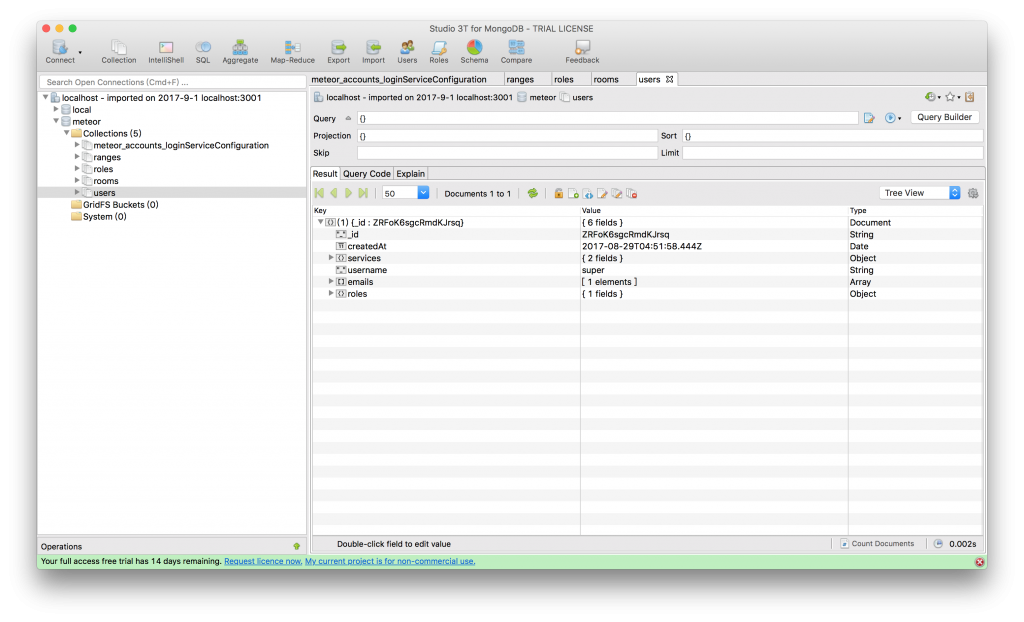 Studio 3T for MongoDB - TRIAL LICENSE
Connect Collection IntelliShell SQL Aggregate Map-Reduce Export Import Users Roles Schema Compare Feedback
Search Open Connections (Cmd+F) ...
localhost - imported on 2017-9-1 localhost:3001
local
meteor
Collections (5)
meteor_accounts_loginServiceConfiguration
ranges
roles
rooms
users
GridFS Buckets (0)
System (0)
Operations
meteor_accounts_loginServiceConfiguration ranges roles rooms users
localhost - imported on 2017-9-1 localhost:3001 meteor users
Query {} Query Builder
Projection {} Sort {}
Skip Limit
Result Query Code Explain
50 Documents 1 to 1 Tree View
Key Value Type
(1) {_id : ZRFoK6sgcRmdKJrsq} { 6 fields } Document
_id ZRFoK6sgcRmdKJrsq String
createdAt 2017-08-29T04:51:58.444Z Date
services { 2 fields } Object
username super String
emails [ 1 elements ] Array
roles { 1 fields } Object
Double-click field to edit value Count Documents 0.002s
Your full access free trial has 14 days remaining. Request licence now. My current project is for non-commercial use.